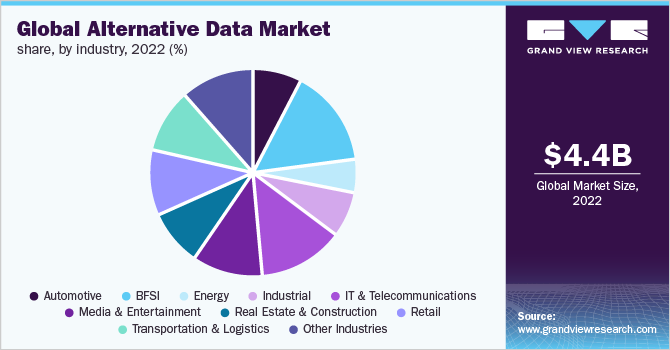 Global Alternative Data Market
share, by industry, 2022 (%)
GRAND VIEW RESEARCH
$4.4B
Global Market Size,
2022
Automotive BFSI Energy Industrial IT & Telecommunications
Media & Entertainment Real Estate & Construction Retail
Transportation & Logistics Other Industries
Source:
www.grandviewresearch.com